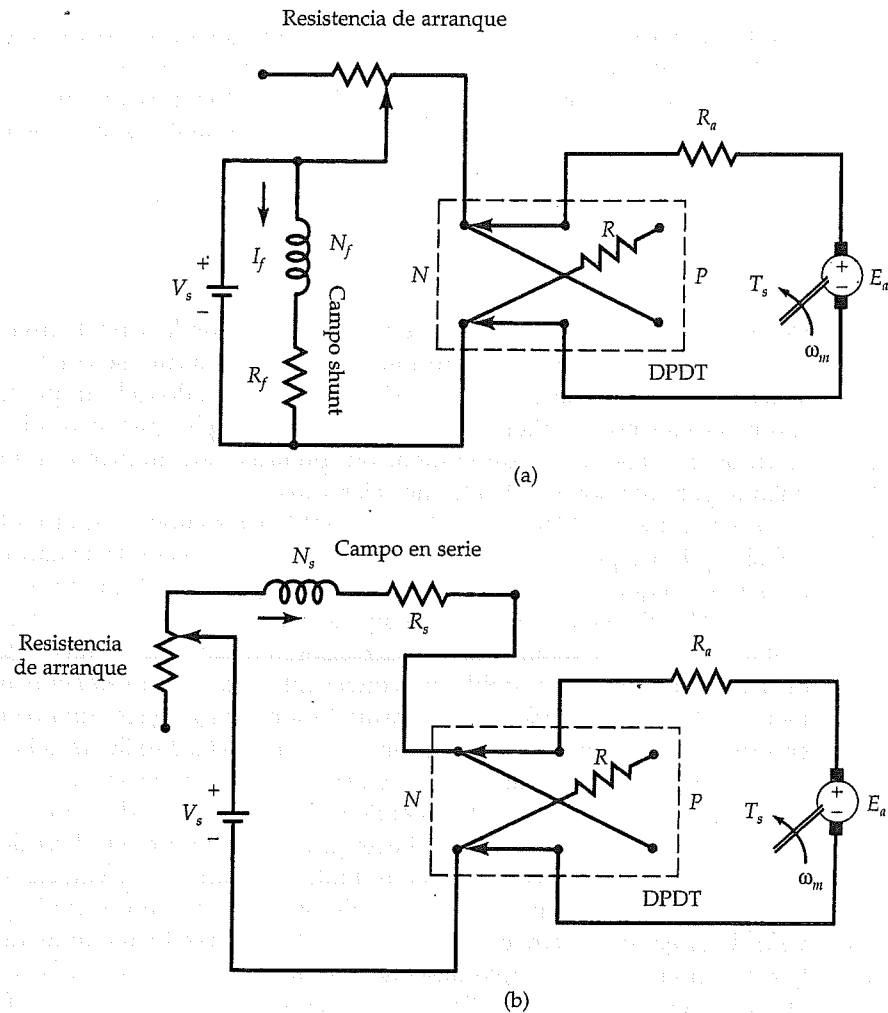 Resistencia de arranque
R_a
+
V_s
−
I_f
N_f
R_f
Campo shunt
N
R
P
DPDT
T_s
ω_m
+
−
E_a
(a)
N_s
Campo en serie
R_s
Resistencia
de arranque
R_a
+
V_s
−
N
R
P
DPDT
T_s
ω_m
+
−
E_a
(b)